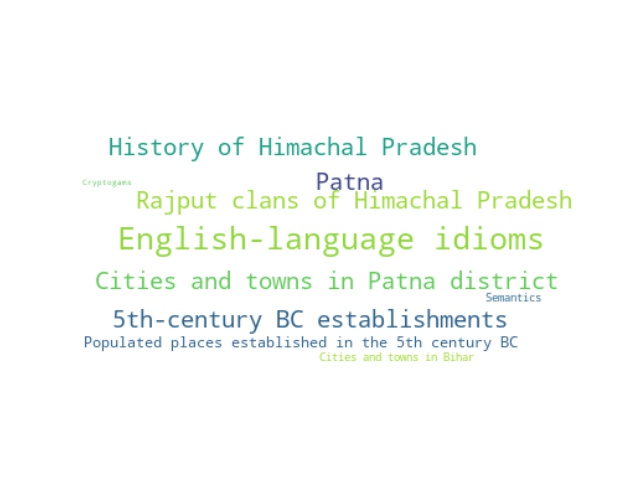 History of Himachal Pradesh
Cryptogams
Patna
Rajput clans of Himachal Pradesh
English-language idioms
Cities and towns in Patna district
Semantics
5th-century BC establishments
Populated places established in the 5th century BC
Cities and towns in Bihar